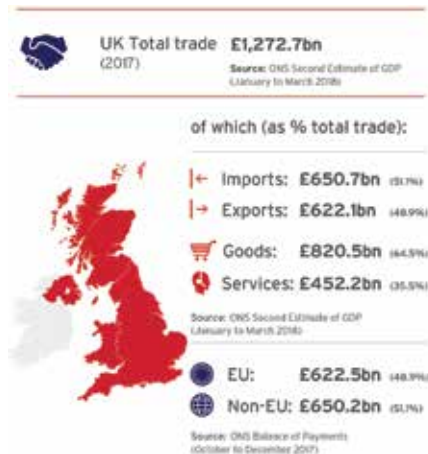 UK Total trade £1,272.7bn
(2017)
Source: ONS Second Estimate of GDP
(January to March 2018)
of which (as % total trade):
Imports: £650.7bn (51.1%)
Exports: £622.1bn (48.9%)
Goods: £820.5bn (64.5%)
Services: £452.2bn (35.5%)
Source: ONS Second Estimate of GDP
(January to March 2018)
EU: £622.5bn (48.9%)
Non-EU: £650.2bn (51.1%)
Source: ONS Balance of Payments
(October to December 2017)